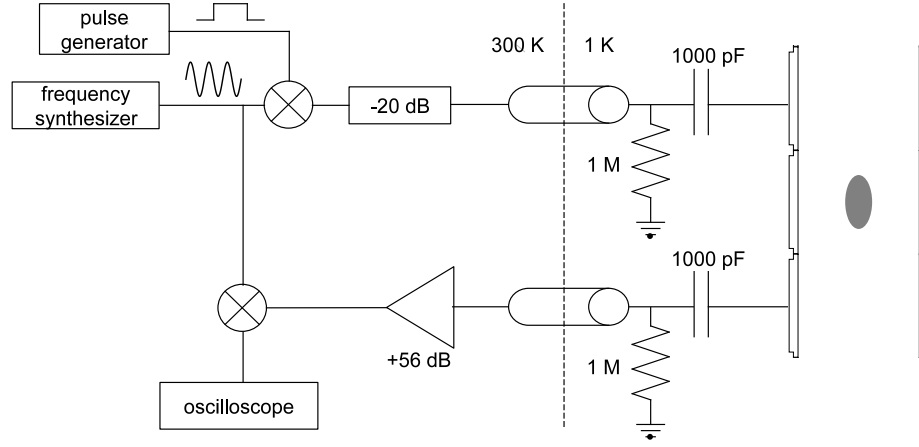 pulse
generator
300 K
1 K
1000 pF
frequency
synthesizer
-20 dB
1 M
1000 pF
+56 dB
1 M
oscilloscope